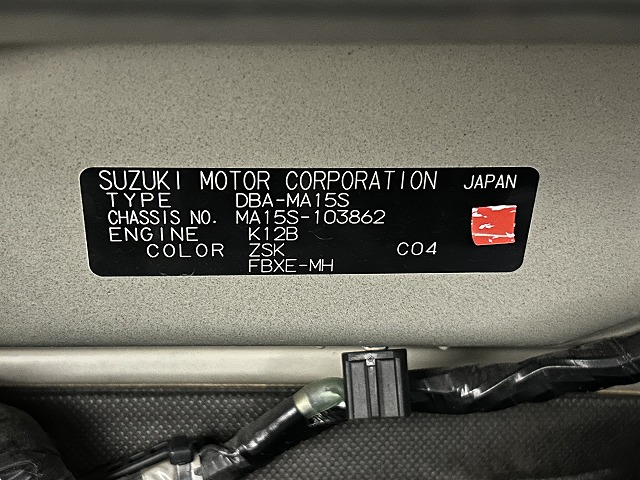 SUZUKI MOTOR CORPORATION JAPAN
TYPE DBA-MA15S
CHASSIS NO. MA15S-103862
ENGINE K12B
COLOR ZSK C04
FBXE-MH